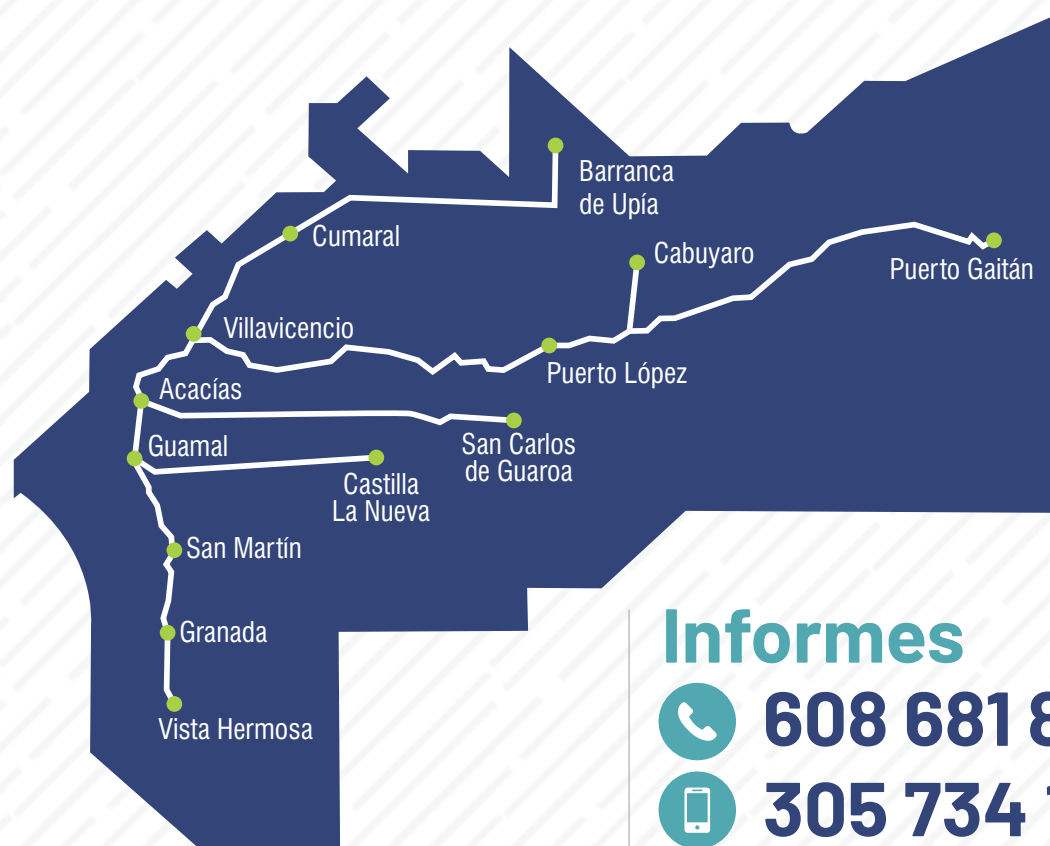 Barranca
de Upía
Cumaral
Cabuyaro
Puerto Gaitán
Villavicencio
Puerto López
Acacías
Guamal
San Carlos
de Guaroa
Castilla
La Nueva
San Martín
Granada
Vista Hermosa
Informes
608 681
305 734